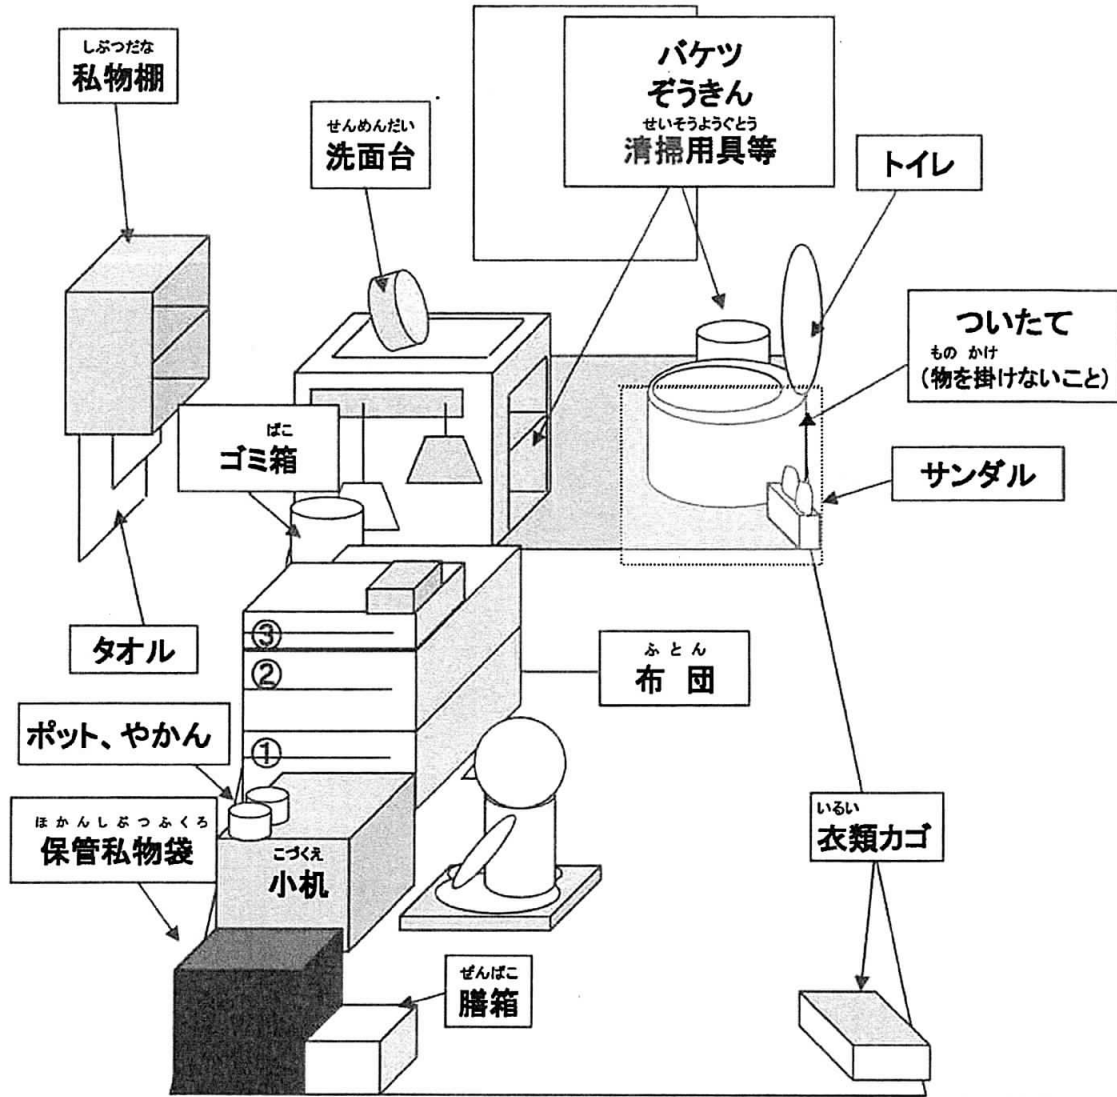 しぶつだな
私物棚
せんめんだい
洗面台
バケツ
ぞうきん
せいそうようぐとう
清掃用具等
トイレ
ついたて
もの かけ
(物を掛けないこと)
ばこ
ゴミ箱
サンダル
タオル
③
②
①
ふとん
布団
ポット、やかん
ほかんしぶつふくろ
保管私物袋
こづくえ
小机
いるい
衣類カゴ
ぜんばこ
膳箱